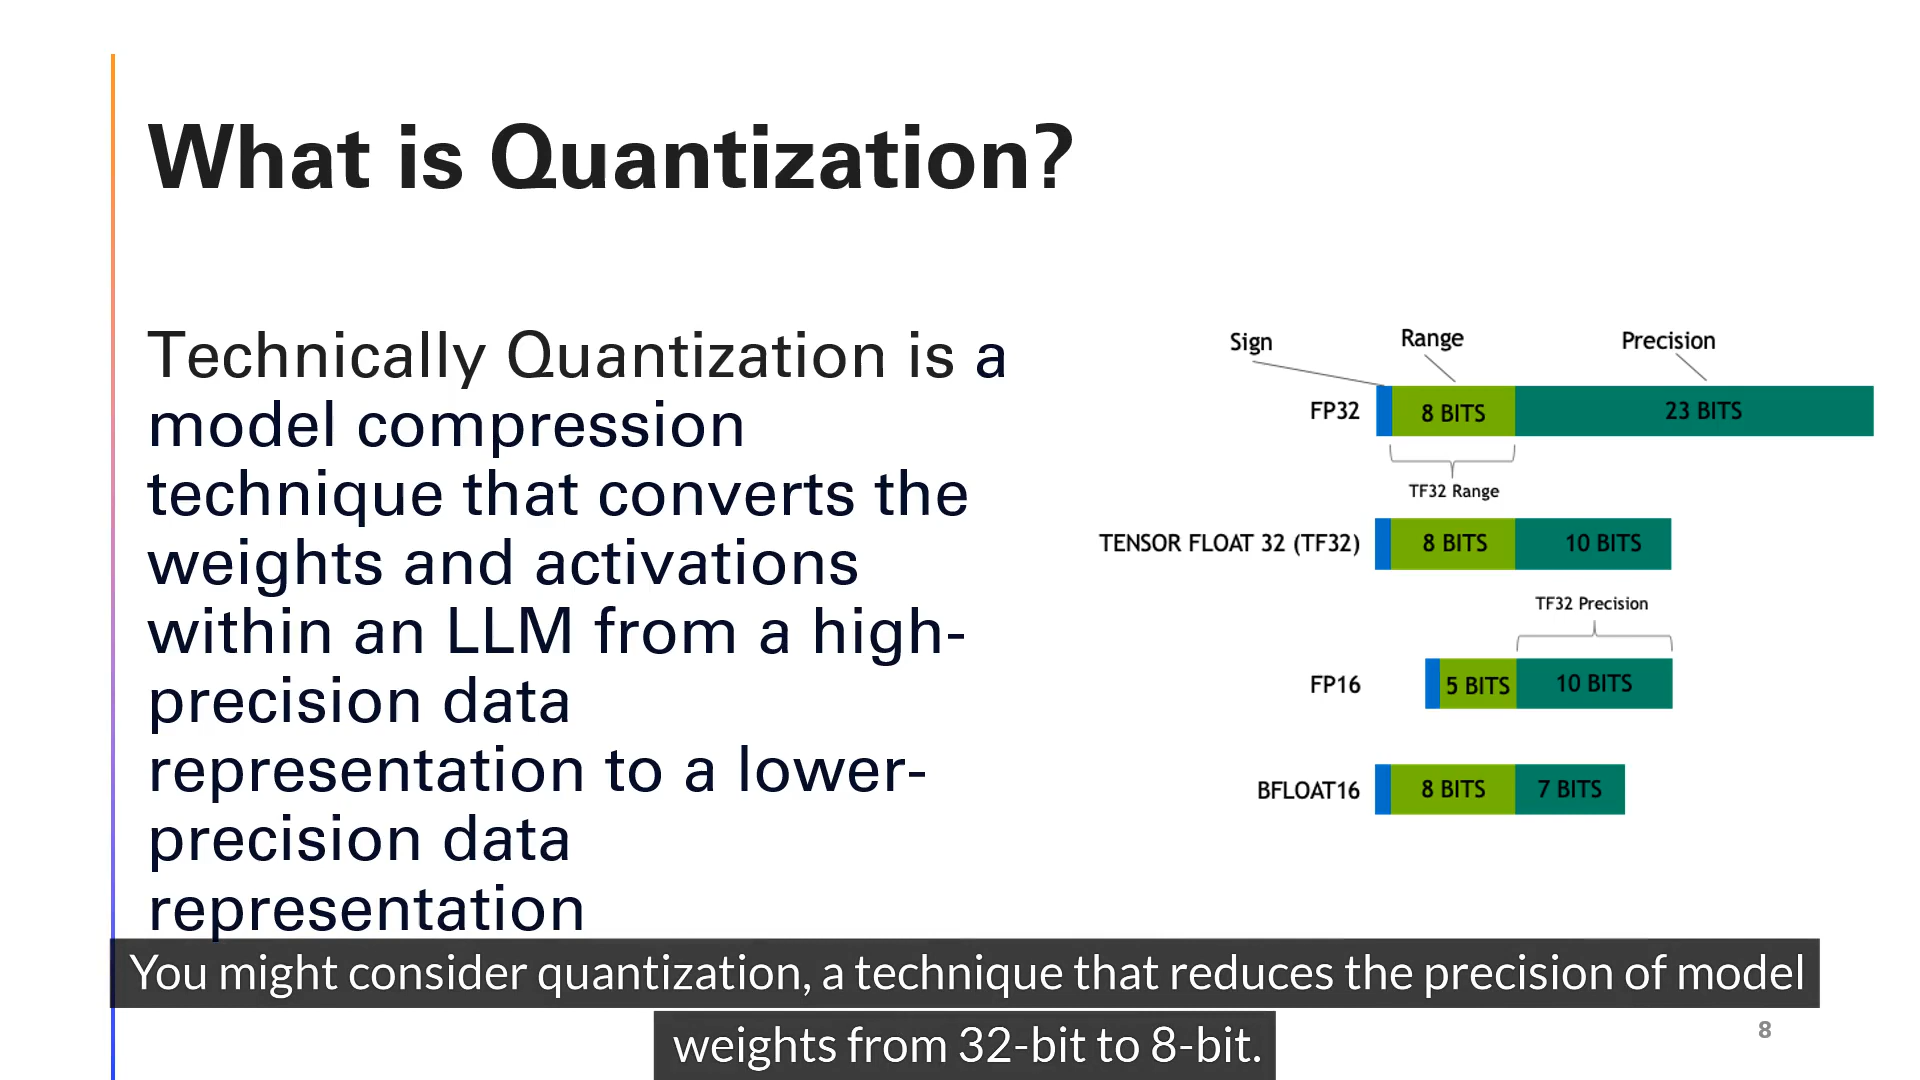 What is Quantization?
Technically Quantization is a
model compression
technique that converts the
weights and activations
within an LLM from a high-
precision data
representation to a lower-
precision data
representation
Sign
Range
Precision
FP32
8 BITS
23 BITS
TF32 Range
TENSOR FLOAT 32 (TF32)
8 BITS
10 BITS
TF32 Precision
FP16
5 BITS
10 BITS
BFLOAT16
8 BITS
7 BITS
You might consider quantization, a technique that reduces the precision of model
weights from 32-bit to 8-bit.
8